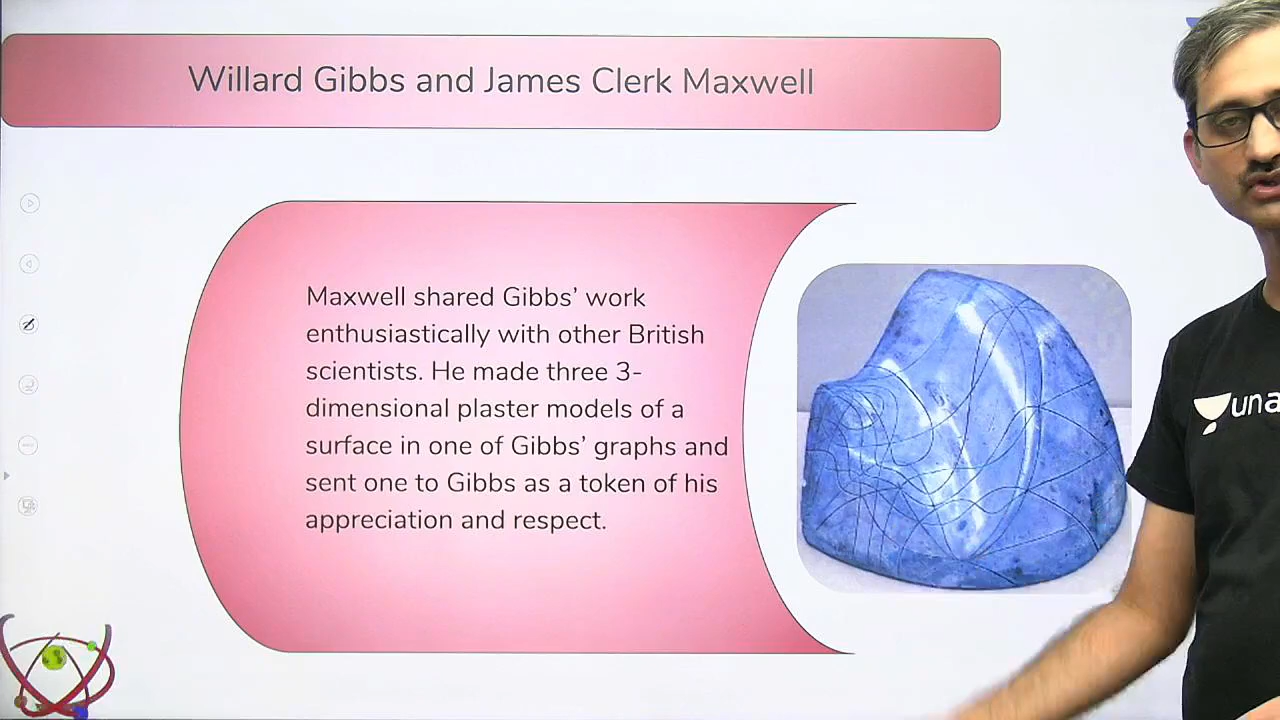 Willard Gibbs and James Clerk Maxwell
Maxwell shared Gibbs’ work
enthusiastically with other British
scientists. He made three 3-
dimensional plaster models of a
surface in one of Gibbs’ graphs and
sent one to Gibbs as a token of his
appreciation and respect.
una